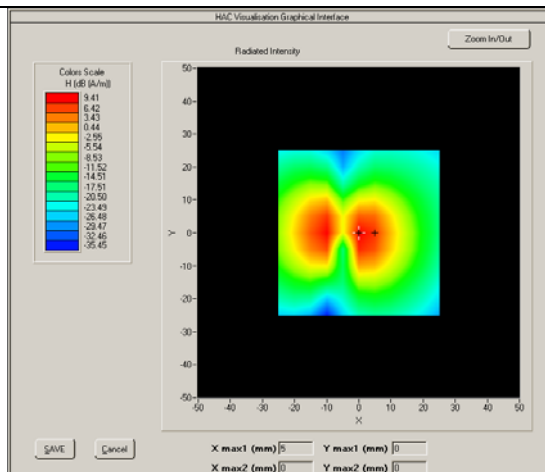 HAC Visualisation Graphical Interface
Zoom In/Out
Radiated Intensity
Colors Scale
H (dB (A/m))
9.41
6.42
3.43
0.44
-2.55
-5.54
-8.53
-11.52
-14.51
-17.51
-20.50
-23.49
-26.48
-29.47
-32.46
-35.45
50
40
30
20
10
Y 0
-10
-20
-30
-40
-50
-50 -40 -30 -20 -10 0 10 20 30 40 50
X
SAVE Cancel
X max1 (mm) 5 Y max1 (mm) 0
X max2 (mm) 0 Y max2 (mm) 0